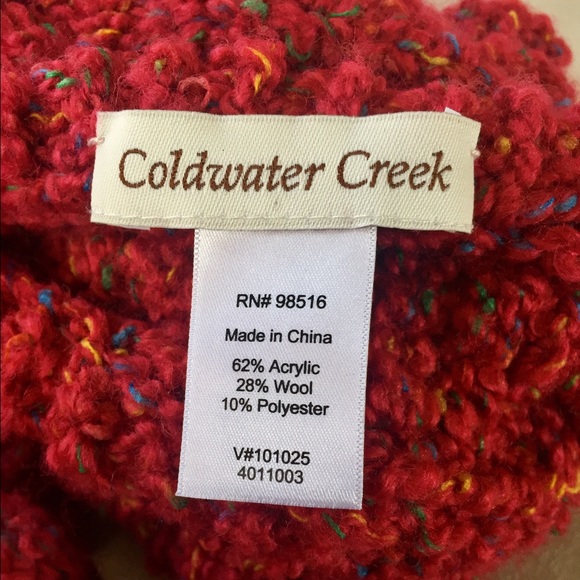 Coldwater Creek
RN# 98516
Made in China
62% Acrylic
28% Wool
10% Polyester
V#101025
4011003